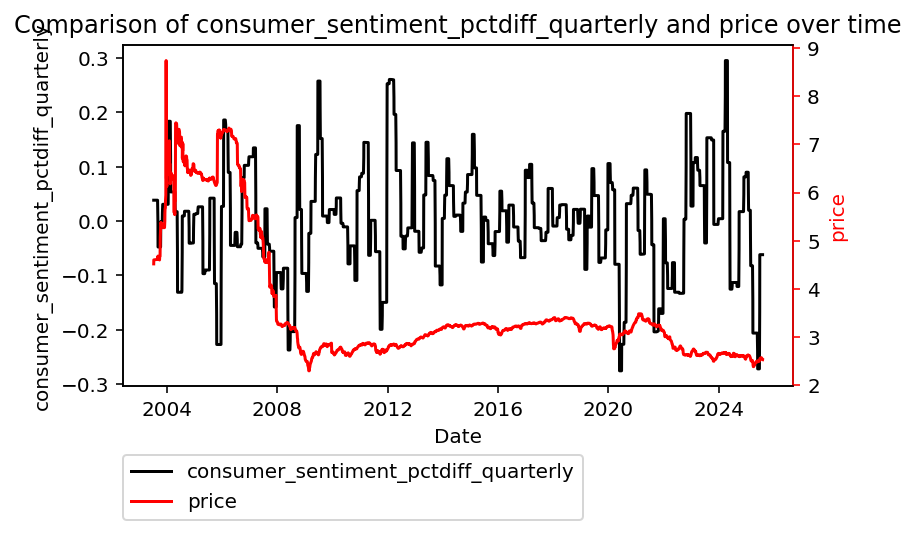 Comparison of consumer_sentiment_pctdiff_quarterly and price over time
consumer_sentiment_pctdiff_quarterly
0.3
0.2
0.1
0.0
−0.1
−0.2
−0.3
9
8
7
6
5
4
3
2
price
2004 2008 2012 2016 2020 2024
Date
consumer_sentiment_pctdiff_quarterly
price